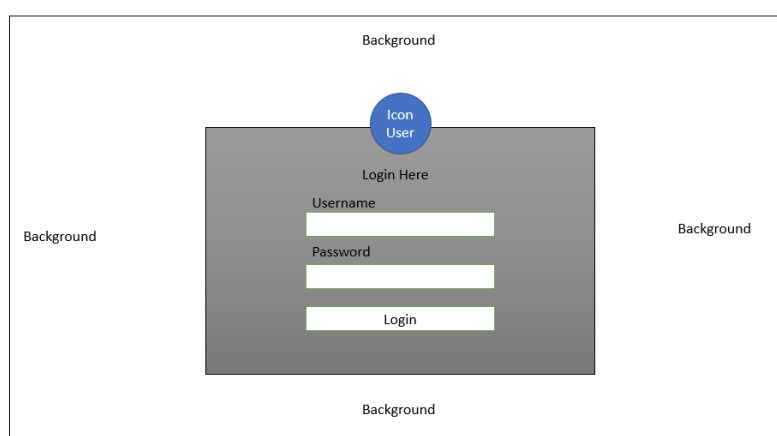 Background
Icon
User
Login Here
Username
Background
Background
Password
Login
Background